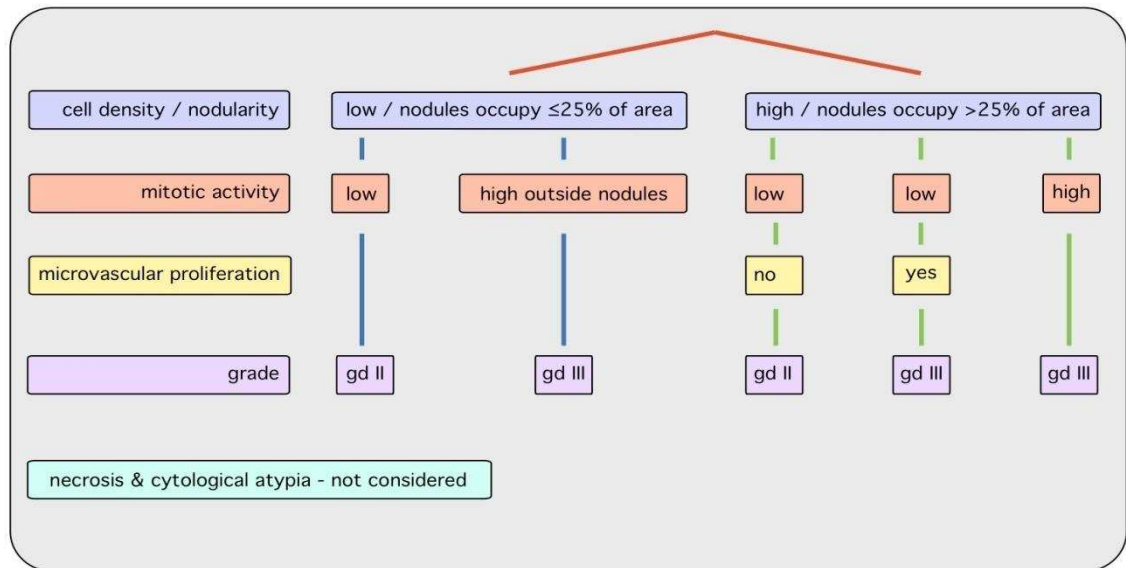 cell density / nodularity
low / nodules occupy ≤25% of area
high / nodules occupy >25% of area
mitotic activity
low
high outside nodules
low
low
high
microvascular proliferation
no
yes
grade
gd II
gd III
gd II
gd III
gd III
necrosis & cytological atypia - not considered